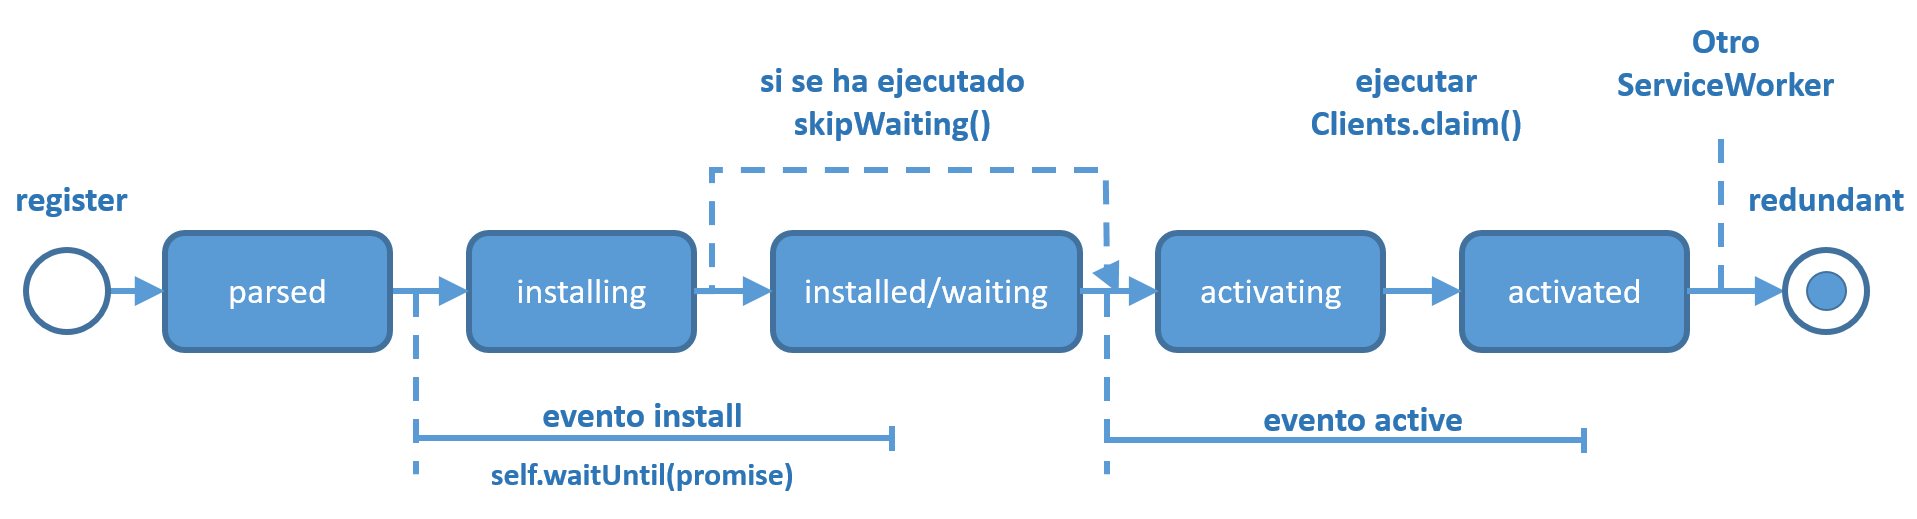 Otro
ServiceWorker
si se ha ejecutado
skipWaiting()
ejecutar
Clients.claim()
register
redundant
parsed
installing
installed/waiting
activating
activated
evento install
evento active
self.waitUntil(promise)